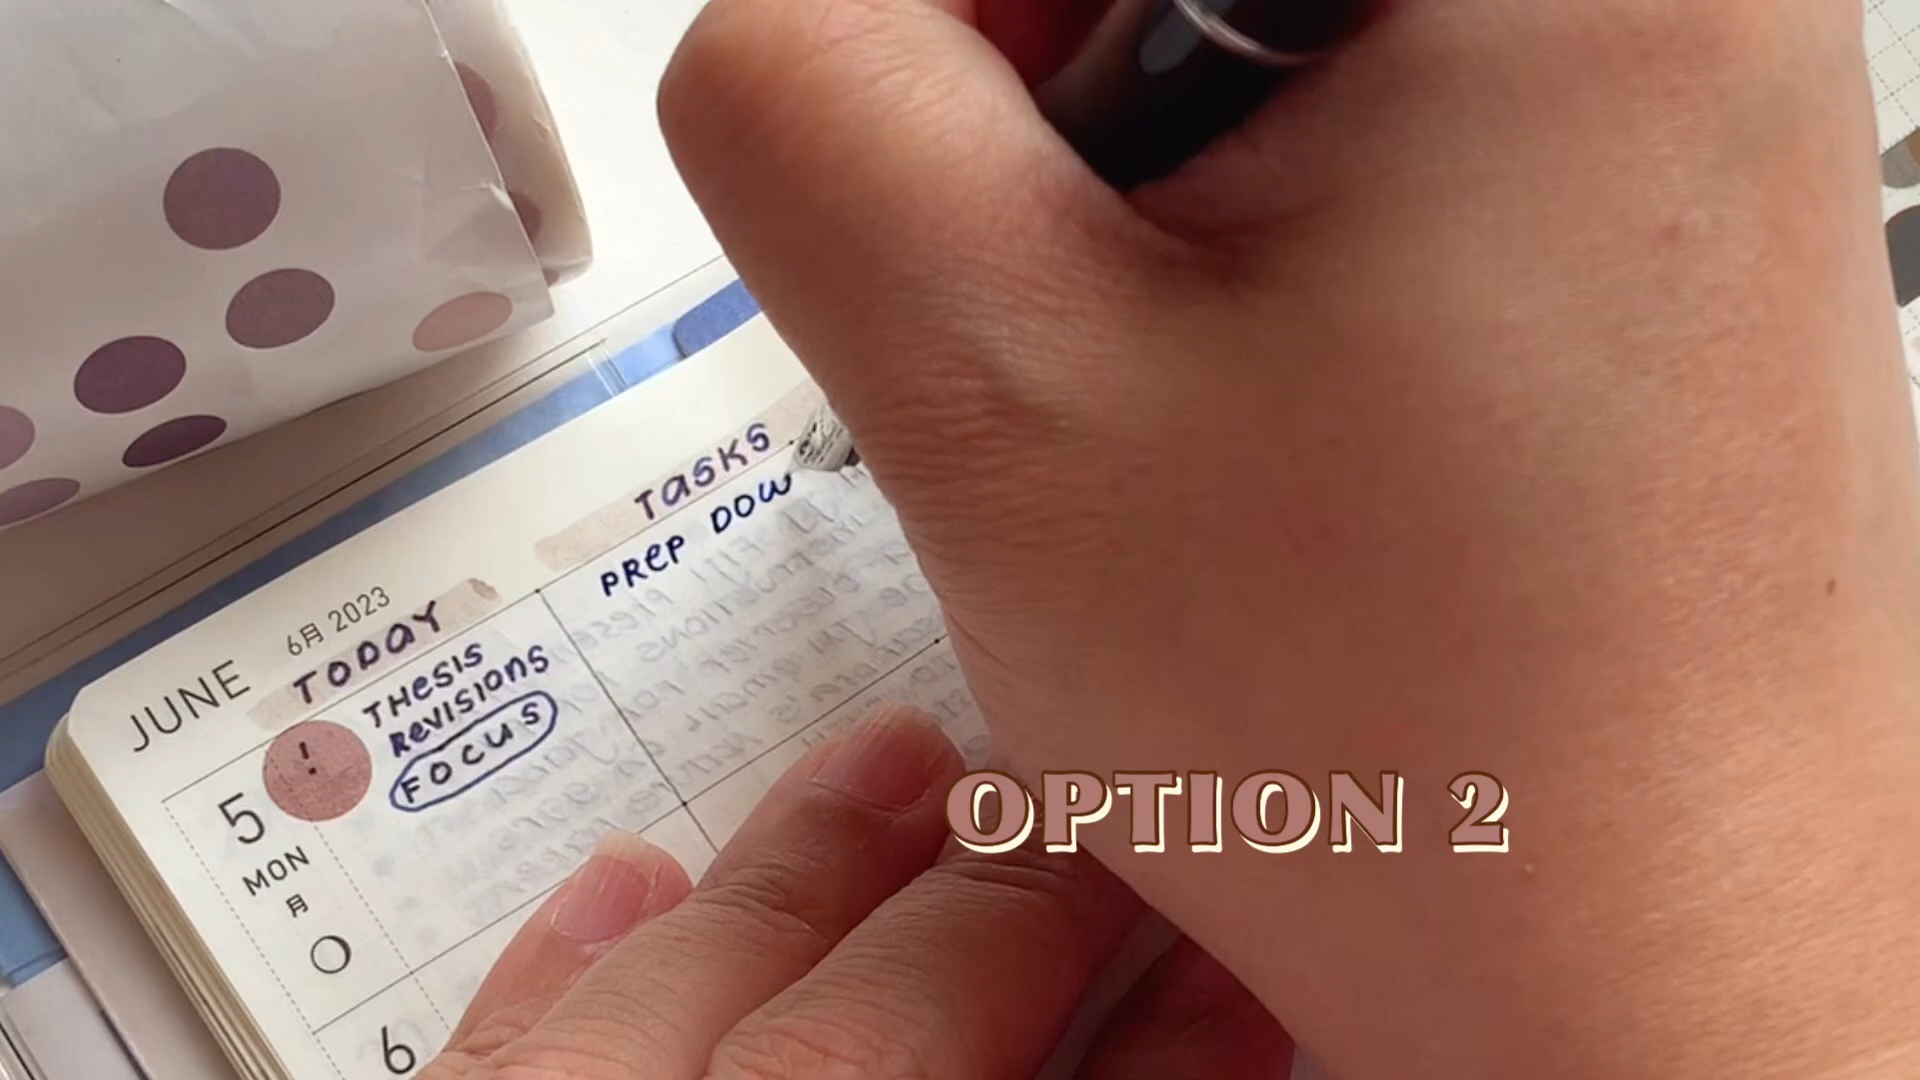 JUNE 6月 2023
TODAY
! THESIS
REVISIONS
FOCUS
5
MON
月
6
TASKS
PREP DOW
OPTION 2